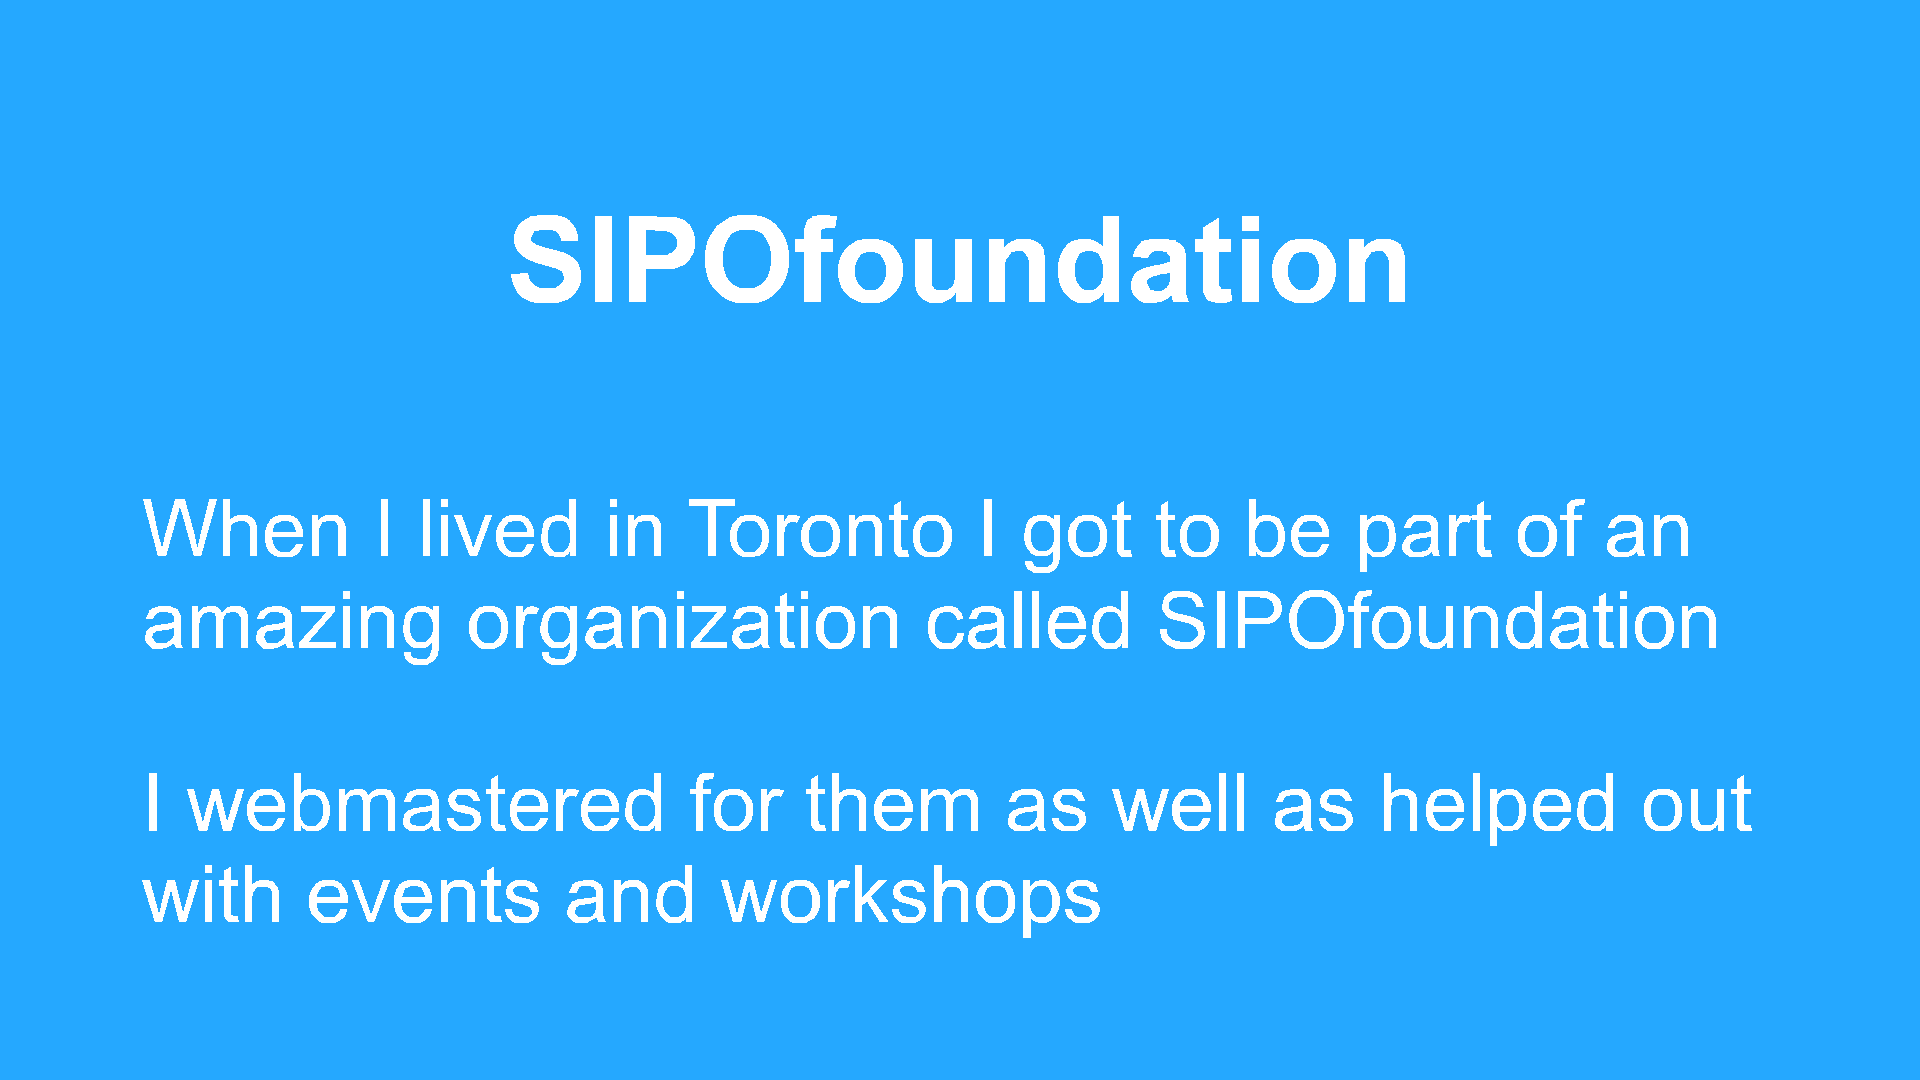 SIPOfoundation
When I lived in Toronto I got to be part of an
amazing organization called SIPOfoundation
I webmastered for them as well as helped out
with events and workshops